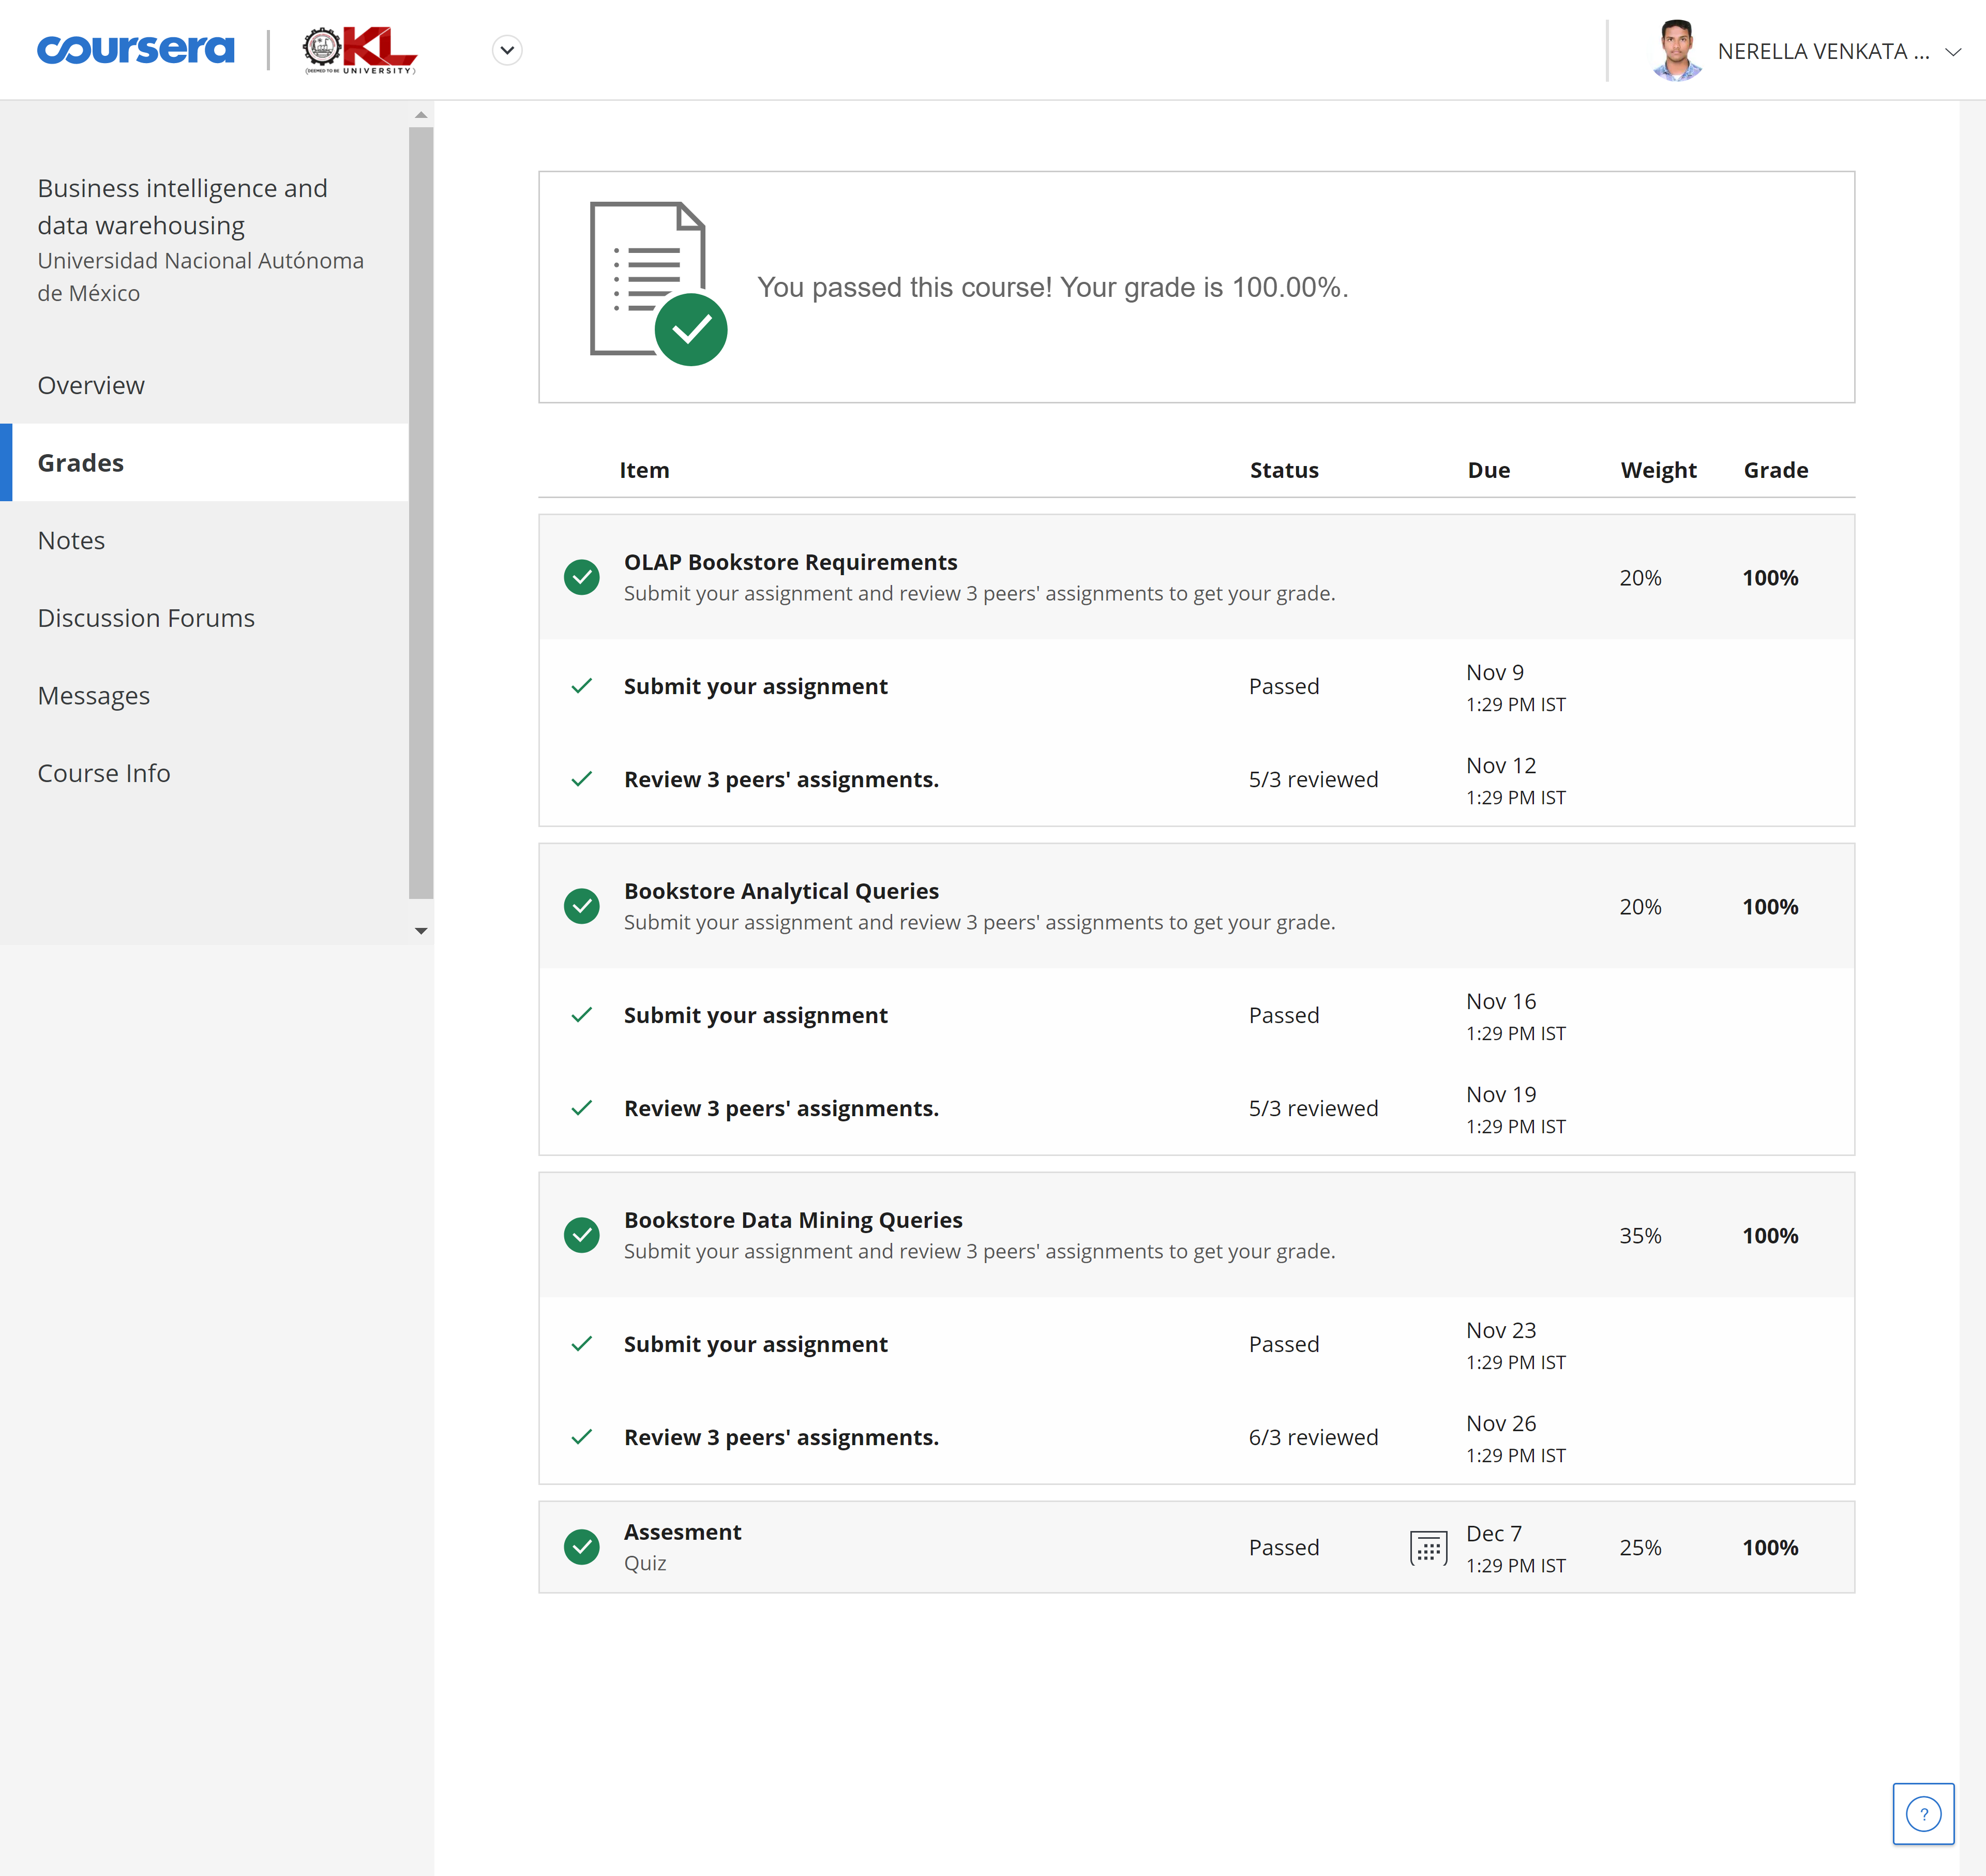 coursera
KL
(DEEMED TO BE UNIVERSITY)
NERELLA VENKATA ...
Business intelligence and
data warehousing
Universidad Nacional Autónoma
de México
Overview
Grades
Notes
Discussion Forums
Messages
Course Info
You passed this course! Your grade is 100.00%.
Item Status Due Weight Grade
OLAP Bookstore Requirements
Submit your assignment and review 3 peers' assignments to get your grade.
20% 100%
Submit your assignment Passed Nov 9
1:29 PM IST
Review 3 peers' assignments. 5/3 reviewed Nov 12
1:29 PM IST
Bookstore Analytical Queries
Submit your assignment and review 3 peers' assignments to get your grade.
20% 100%
Submit your assignment Passed Nov 16
1:29 PM IST
Review 3 peers' assignments. 5/3 reviewed Nov 19
1:29 PM IST
Bookstore Data Mining Queries
Submit your assignment and review 3 peers' assignments to get your grade.
35% 100%
Submit your assignment Passed Nov 23
1:29 PM IST
Review 3 peers' assignments. 6/3 reviewed Nov 26
1:29 PM IST
Assesment
Quiz
Passed Dec 7
1:29 PM IST
25% 100%
?